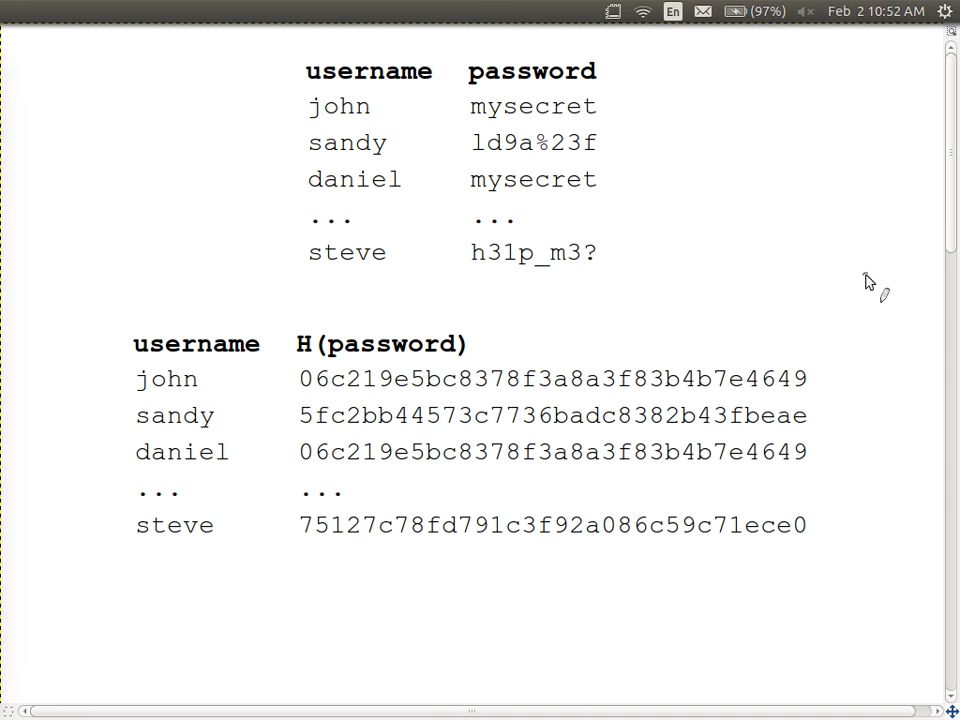 En (97%) Feb 2 10:52 AM
username password
john mysecret
sandy ld9a%23f
daniel mysecret
... ...
steve h31p_m3?
username H(password)
john 06c219e5bc8378f3a8a3f83b4b7e4649
sandy 5fc2bb44573c7736badc8382b43fbeae
daniel 06c219e5bc8378f3a8a3f83b4b7e4649
... ...
steve 75127c78fd791c3f92a086c59c71ece0